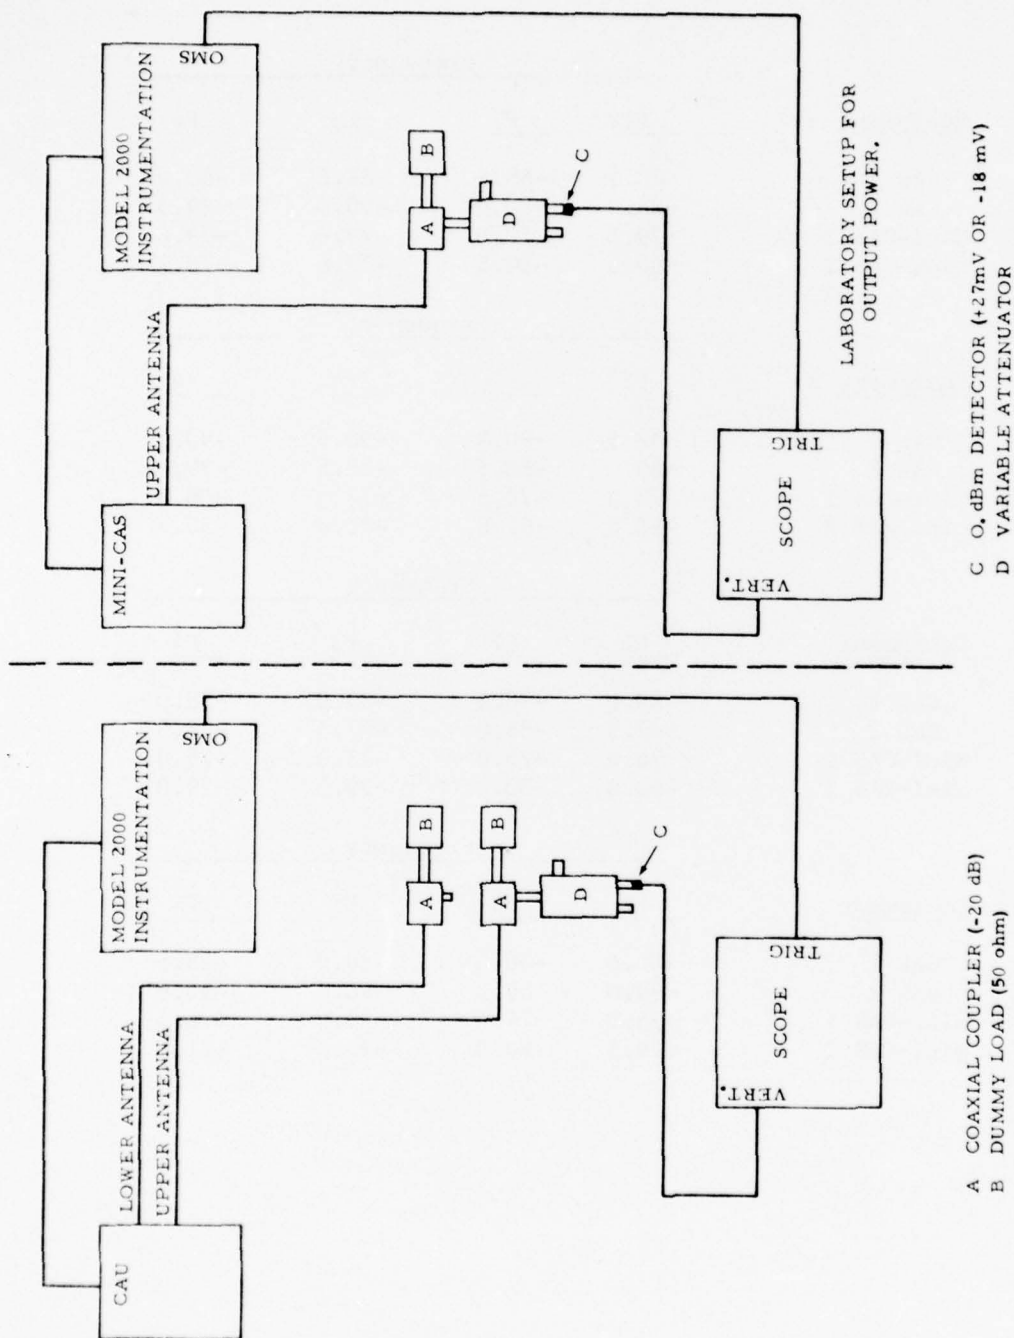 CAU
LOWER ANTENNA
UPPER ANTENNA
MODEL 2000
INSTRUMENTATION
OMS
A
B
A
B
D
C
VERT.
SCOPE
TRIG
A COAXIAL COUPLER (-20 dB)
B DUMMY LOAD (50 ohm)
MINI-CAS
UPPER ANTENNA
MODEL 2000
INSTRUMENTATION
OMS
A
B
D
C
VERT.
SCOPE
TRIG
LABORATORY SETUP FOR
OUTPUT POWER.
C O. dBm DETECTOR (+27mV OR -18 mV)
D VARIABLE ATTENUATOR